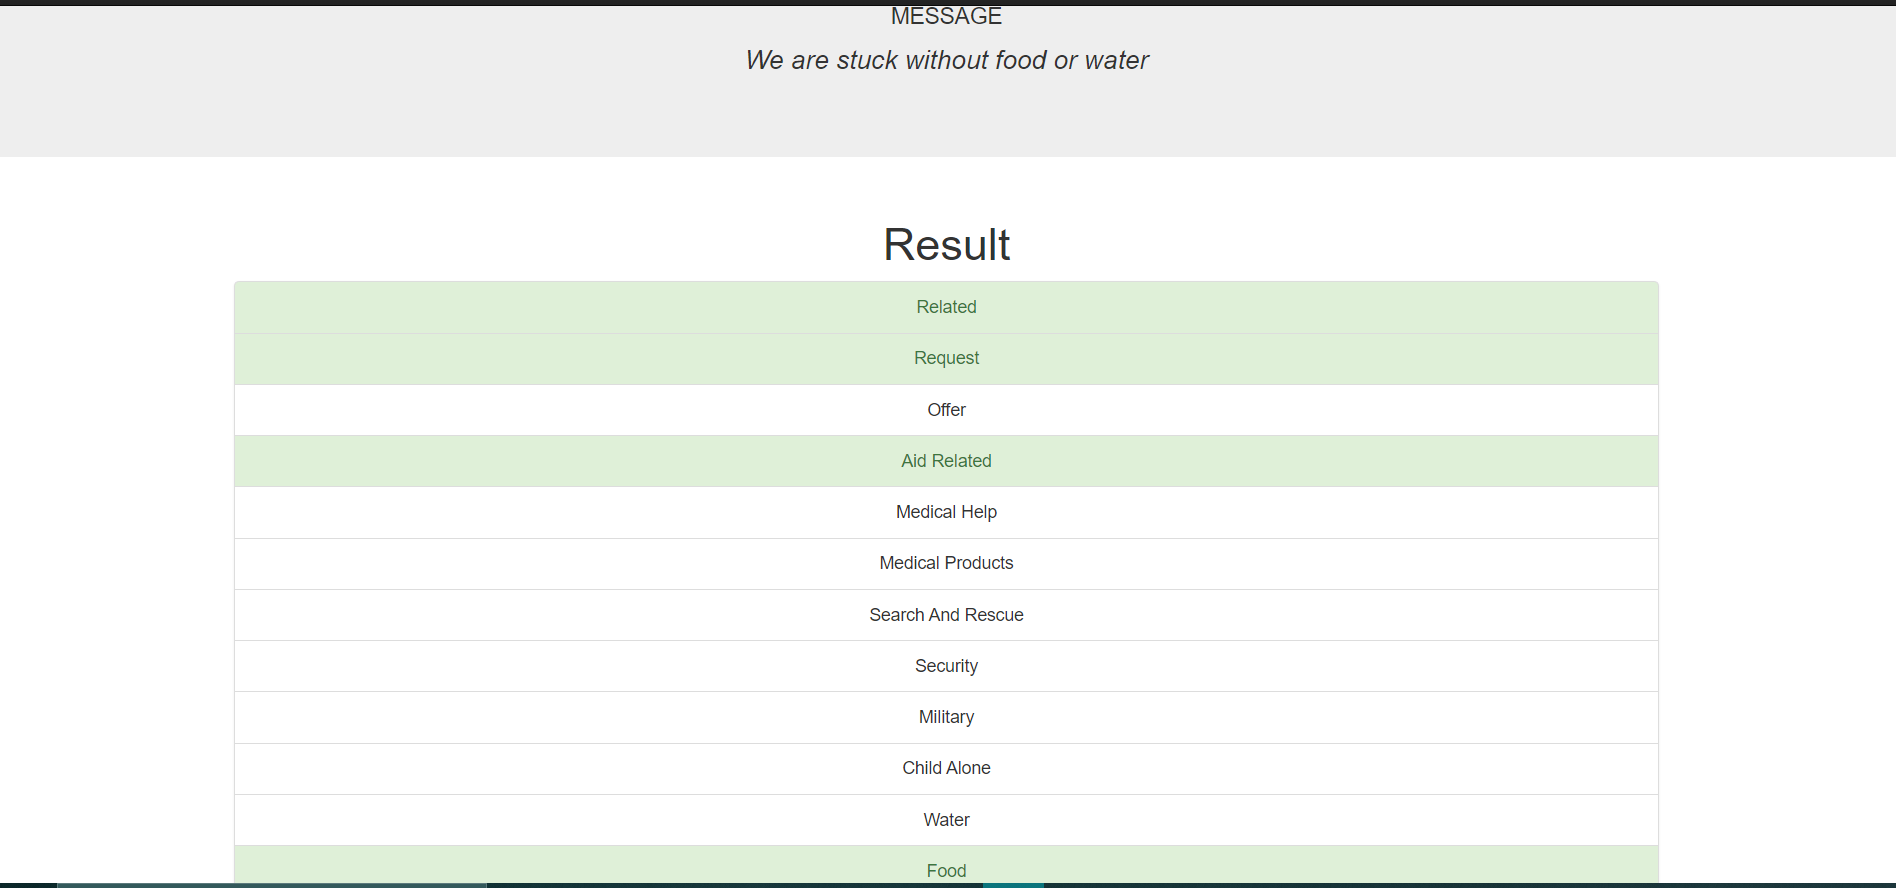 MESSAGE
We are stuck without food or water
Result
Related
Request
Offer
Aid Related
Medical Help
Medical Products
Search And Rescue
Security
Military
Child Alone
Water
Food